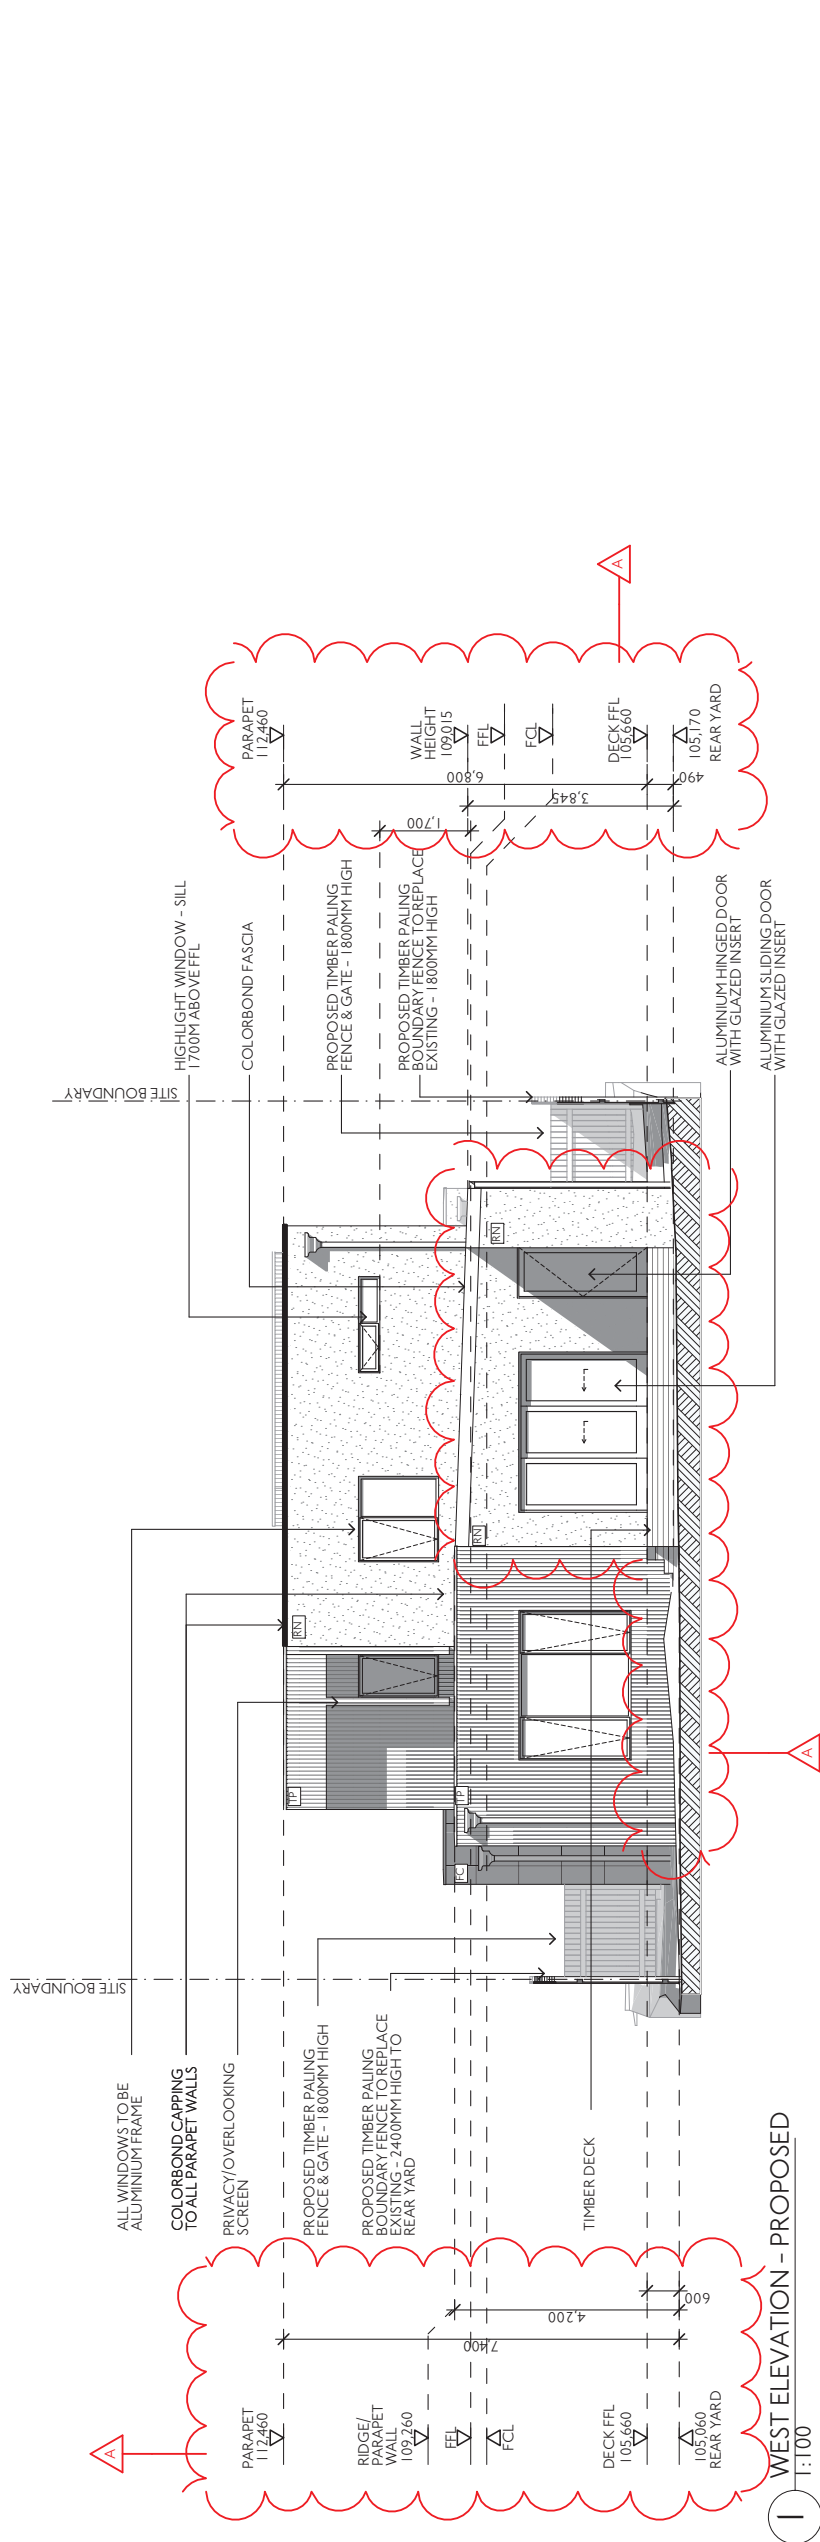 ALL WINDOWS TO BE
ALUMINIUM FRAME
COLORBOND CAPPING
TO ALL PARAPET WALLS
PRIVACY/OVERLOOKING
SCREEN
PROPOSED TIMBER PALING
FENCE & GATE - 1800MM HIGH
PROPOSED TIMBER PALING
BOUNDARY FENCE TO REPLACE
EXISTING - 2400MM HIGH TO
REAR YARD
TIMBER DECK
SITE BOUNDARY
A
PARAPET
112,460
RIDGE/
PARAPET
WALL
109,260
FFL
FCL
DECK FFL
105,660
105,060
REAR YARD
7,400
4,200
600
TP
TP
FC
RN
RN
RN
A
HIGHLIGHT WINDOW - SILL
1700M ABOVE FFL
COLORBOND FASCIA
PROPOSED TIMBER PALING
FENCE & GATE - 1800MM HIGH
PROPOSED TIMBER PALING
BOUNDARY FENCE TO REPLACE
EXISTING - 1800MM HIGH
ALUMINIUM HINGED DOOR
WITH GLAZED INSERT
ALUMINIUM SLIDING DOOR
WITH GLAZED INSERT
SITE BOUNDARY
1,700
6,800
3,845
490
PARAPET
112,460
WALL
HEIGHT
109,015
FFL
FCL
DECK FFL
105,660
105,170
REAR YARD
A
1
WEST ELEVATION - PROPOSED
1:100